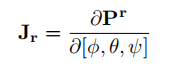 J_r = ∂P^r / ∂[ϕ, θ, ψ]